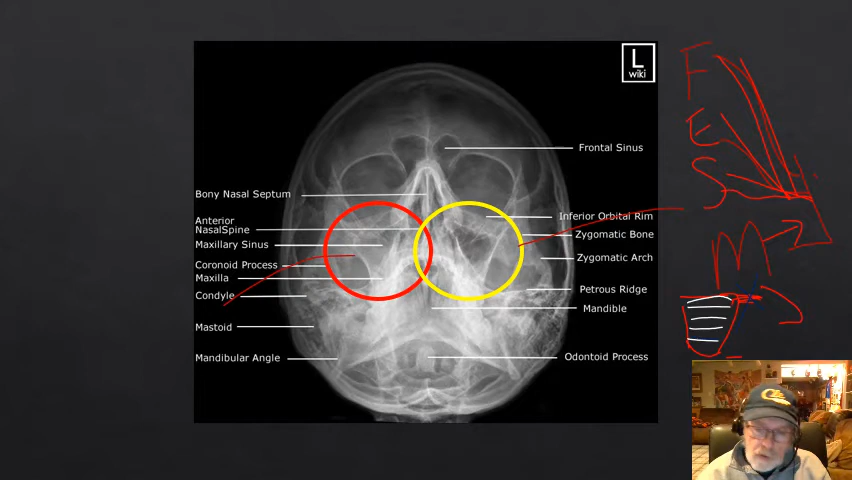 L
wiki
Frontal Sinus
Bony Nasal Septum
Anterior
NasalSpine
Maxillary Sinus
Coronoid Process
Maxilla
Condyle
Mastoid
Mandibular Angle
Inferior Orbital Rim
Zygomatic Bone
Zygomatic Arch
Petrous Ridge
Mandible
Odontoid Process
F
E
S
M